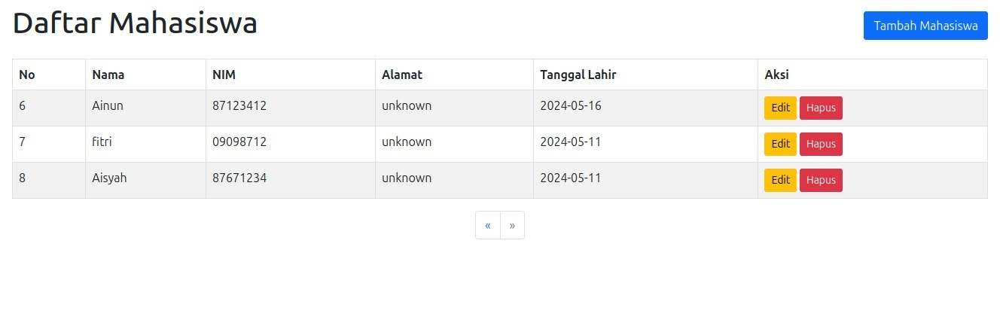 Daftar Mahasiswa
Tambah Mahasiswa
No Nama NIM Alamat Tanggal Lahir Aksi
6 Ainun 87123412 unknown 2024-05-16 Edit Hapus
7 fitri 09098712 unknown 2024-05-11 Edit Hapus
8 Aisyah 87671234 unknown 2024-05-11 Edit Hapus
« »